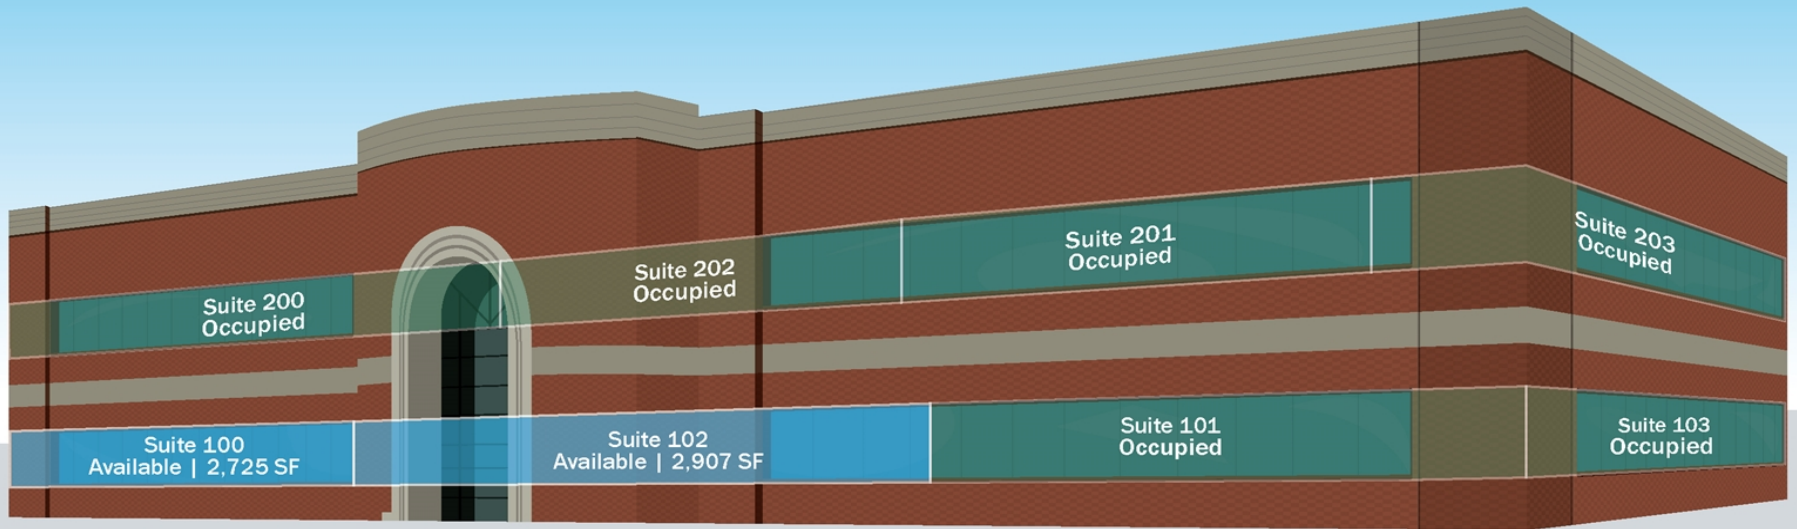 Suite 200
Occupied
Suite 202
Occupied
Suite 201
Occupied
Suite 203
Occupied
Suite 100
Available | 2,725 SF
Suite 102
Available | 2,907 SF
Suite 101
Occupied
Suite 103
Occupied